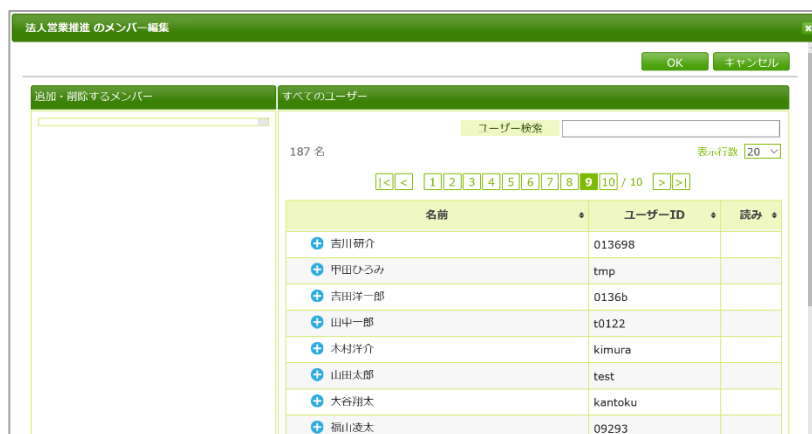 法人営業推進 のメンバー編集
OK キャンセル
追加・削除するメンバー
すべてのユーザー
ユーザー検索
187 名
表示行数 20
|< < 1 2 3 4 5 6 7 8 9 10 / 10 > >|
名前 ユーザーID 読み
吉川研介 013698
甲田ひろみ tmp
吉田洋一郎 0136b
田中一郎 t0122
木村洋介 kimura
山田太郎 test
大谷翔太 kantoku
福山凌太 09293